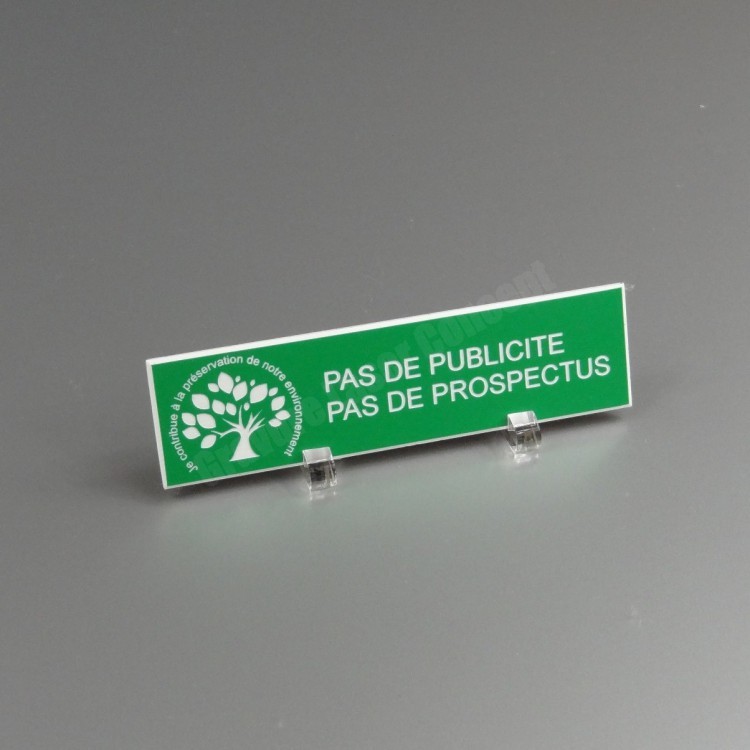 Je contribue à la préservation de notre environnement
PAS DE PUBLICITE
PAS DE PROSPECTUS